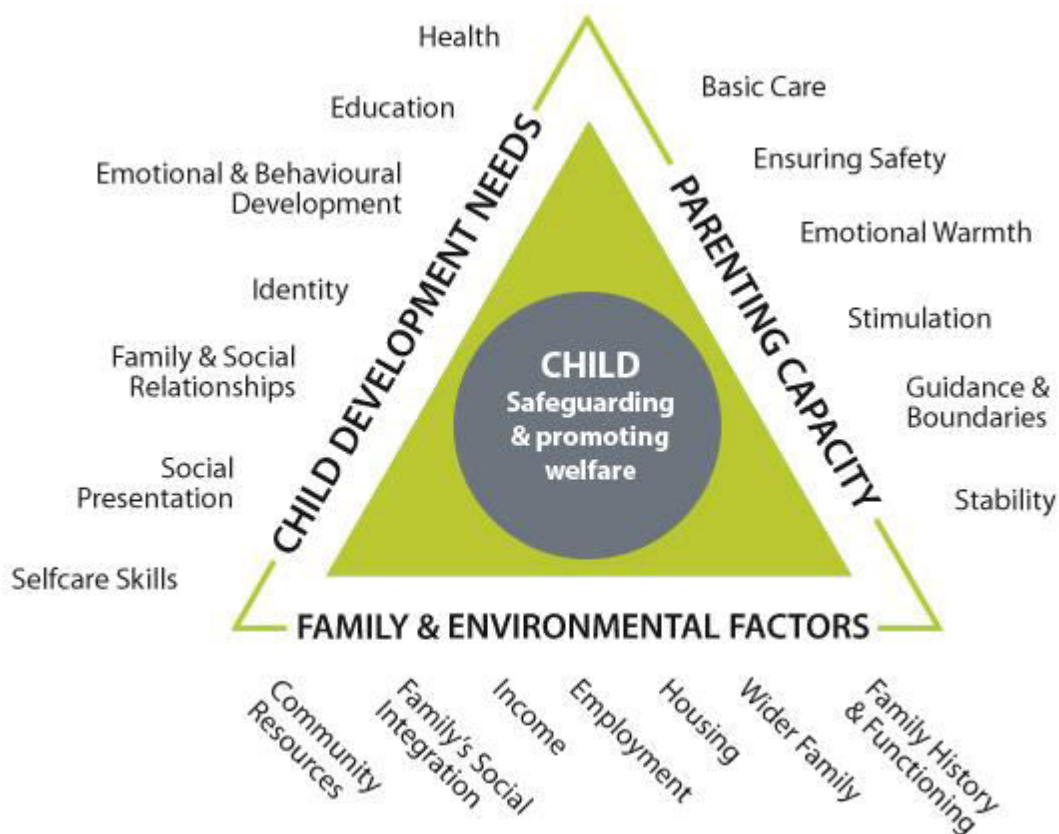 Health
Education
Emotional & Behavioural
Development
Identity
Family & Social
Relationships
Social
Presentation
Selfcare Skills
CHILD DEVELOPMENT NEEDS
Basic Care
Ensuring Safety
Emotional Warmth
Stimulation
Guidance &
Boundaries
Stability
PARENTING CAPACITY
CHILD
Safeguarding
& promoting
welfare
FAMILY & ENVIRONMENTAL FACTORS
Community
Resources
Family's Social
Integration
Income
Employment
Housing
Wider Family
Family History
& Functioning